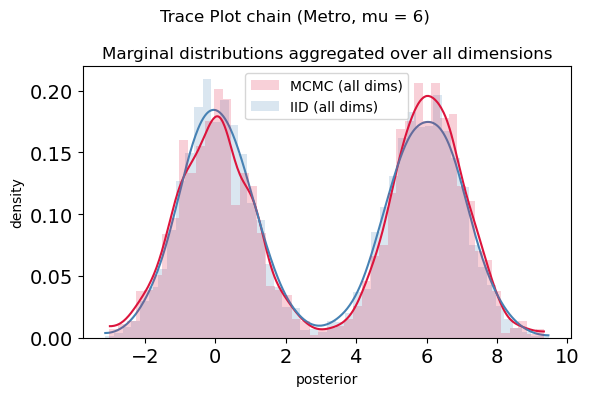 Trace Plot chain (Metro, mu = 6)
Marginal distributions aggregated over all dimensions
MCMC (all dims)
IID (all dims)
density
0.20
0.15
0.10
0.05
0.00
−2 0 2 4 6 8 10
posterior